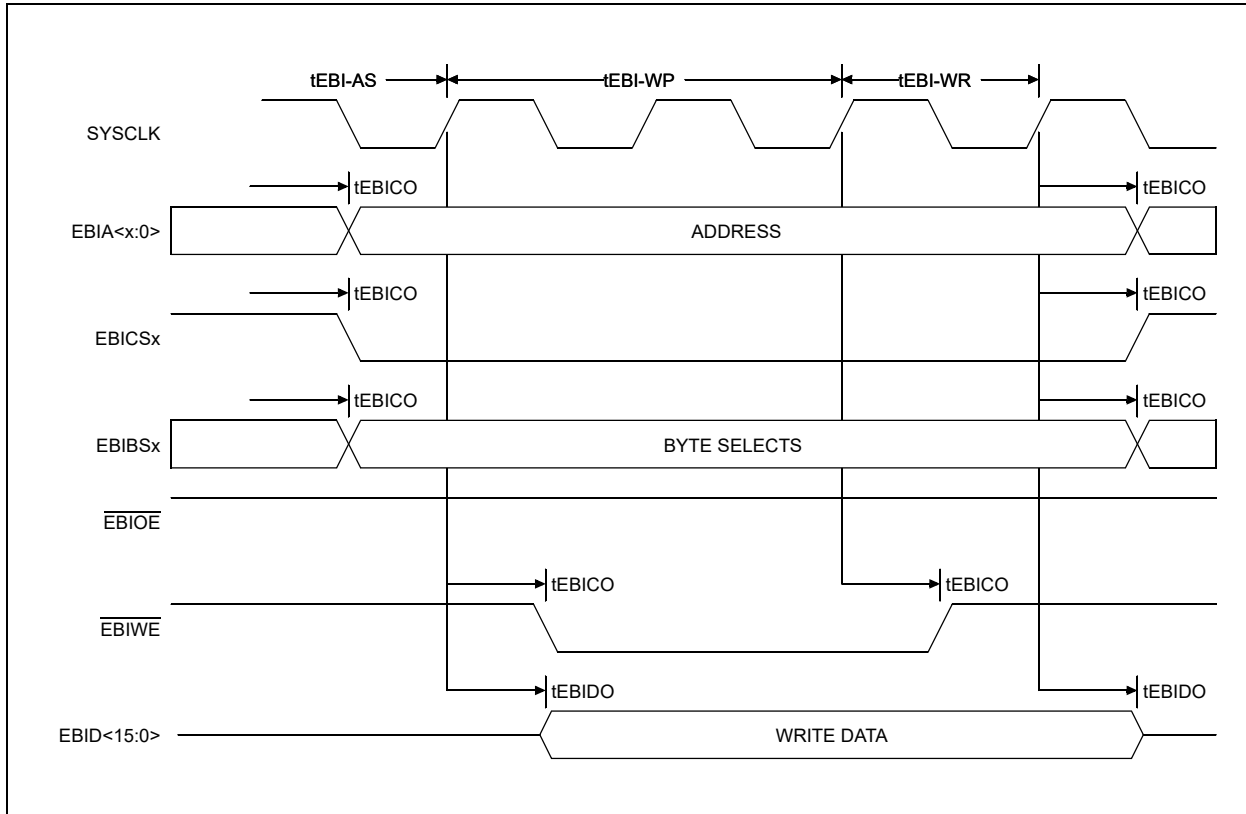 tEBI-AS tEBI-WP tEBI-WR
SYSCLK
tEBICO tEBICO
EBIA<x:0> ADDRESS
tEBICO tEBICO
EBICSx
tEBICO tEBICO
EBIBSx BYTE SELECTS
EBIOE
tEBICO tEBICO
EBIWE
tEBIDO tEBIDO
EBID<15:0> WRITE DATA